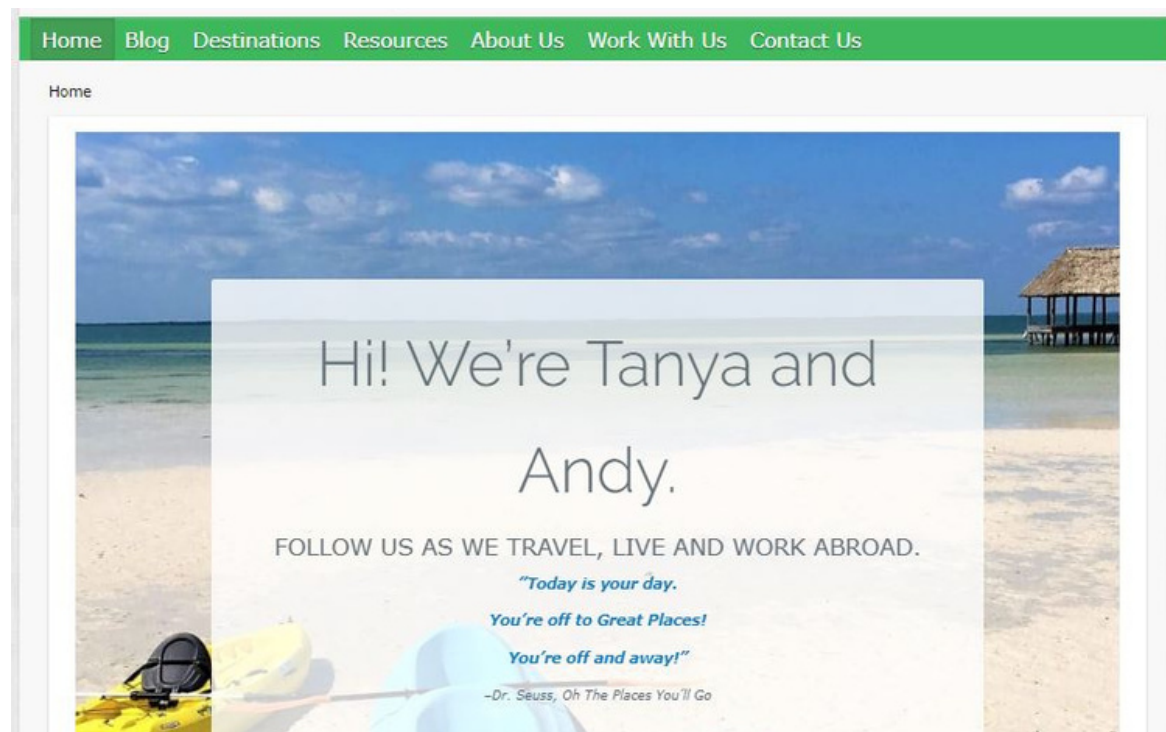 Home Blog Destinations Resources About Us Work With Us Contact Us
Home
Hi! We’re Tanya and
Andy.
FOLLOW US AS WE TRAVEL, LIVE AND WORK ABROAD.
“Today is your day.
You’re off to Great Places!
You’re off and away!”
–Dr. Seuss, Oh The Places You’ll Go